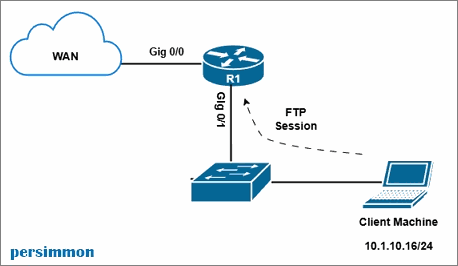 WAN
Gig 0/0
R1
Gig 0/1
FTP
Session
Client Machine
10.1.10.16/24
persimmon